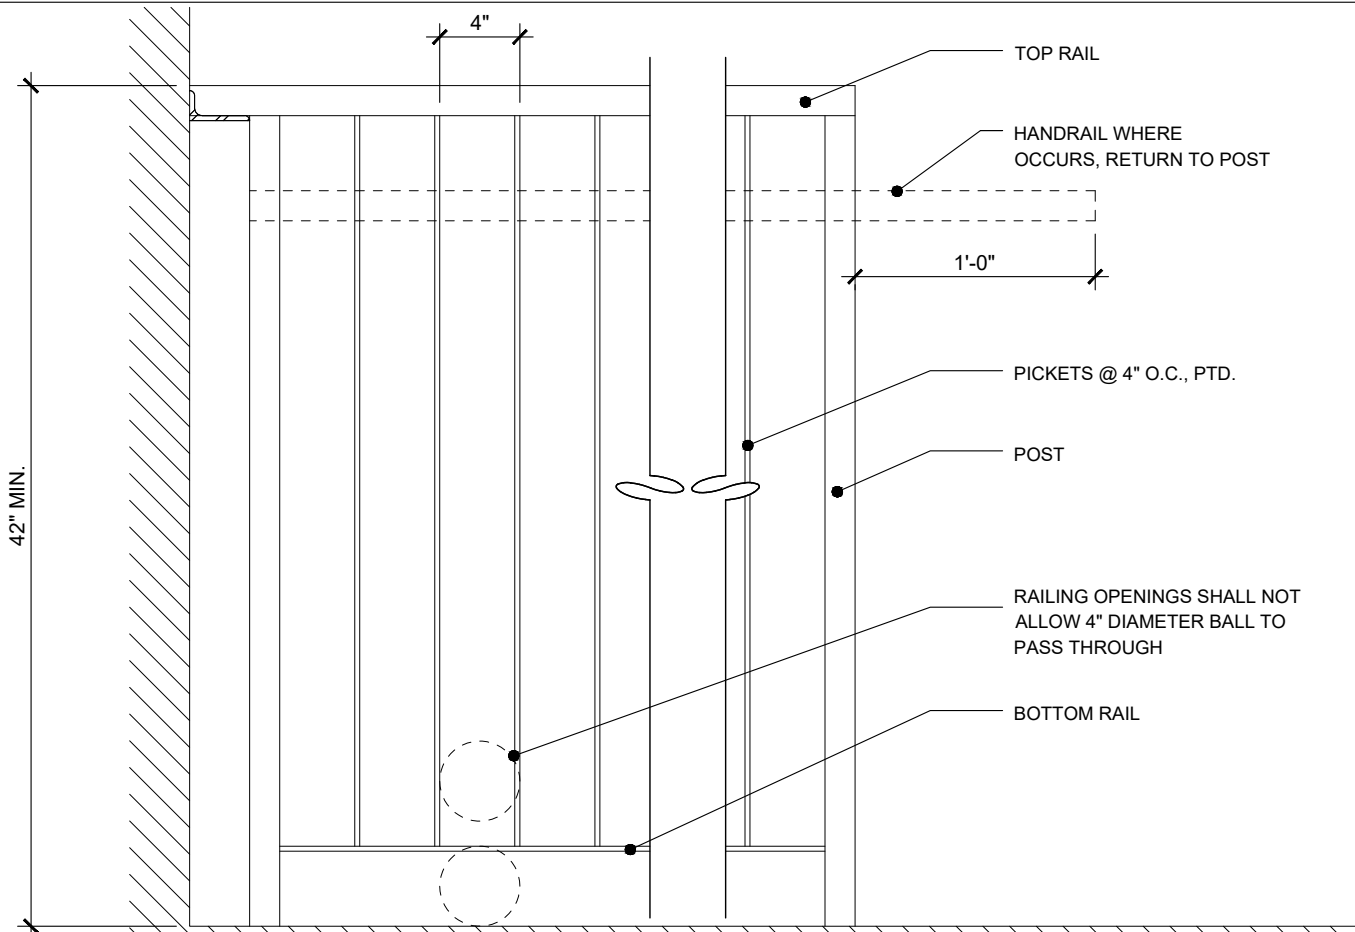 4"
TOP RAIL
HANDRAIL WHERE
OCCURS, RETURN TO POST
1'-0"
PICKETS @ 4" O.C., PTD.
POST
42" MIN.
RAILING OPENINGS SHALL NOT
ALLOW 4" DIAMETER BALL TO
PASS THROUGH
BOTTOM RAIL